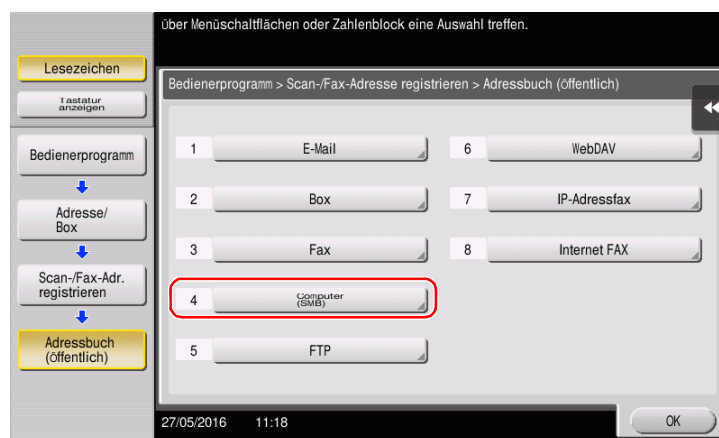 über Menüschaltflächen oder Zahlenblock eine Auswahl treffen.
Lesezeichen
Tastatur
anzeigen
Bedienerprogramm
Adresse/
Box
Scan-/Fax-Adr.
registrieren
Adressbuch
(öffentlich)
Bedienerprogramm > Scan-/Fax-Adresse registrieren > Adressbuch (öffentlich)
1 E-Mail
2 Box
3 Fax
4 Computer
(SMB)
5 FTP
6 WebDAV
7 IP-Adressfax
8 Internet FAX
27/05/2016 11:18
OK